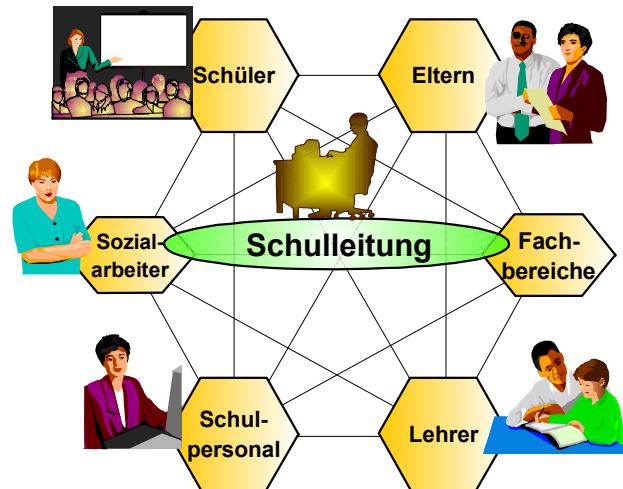 Schüler
Eltern
Sozial-
arbeiter
Schulleitung
Fach-
bereiche
Schul-
personal
Lehrer